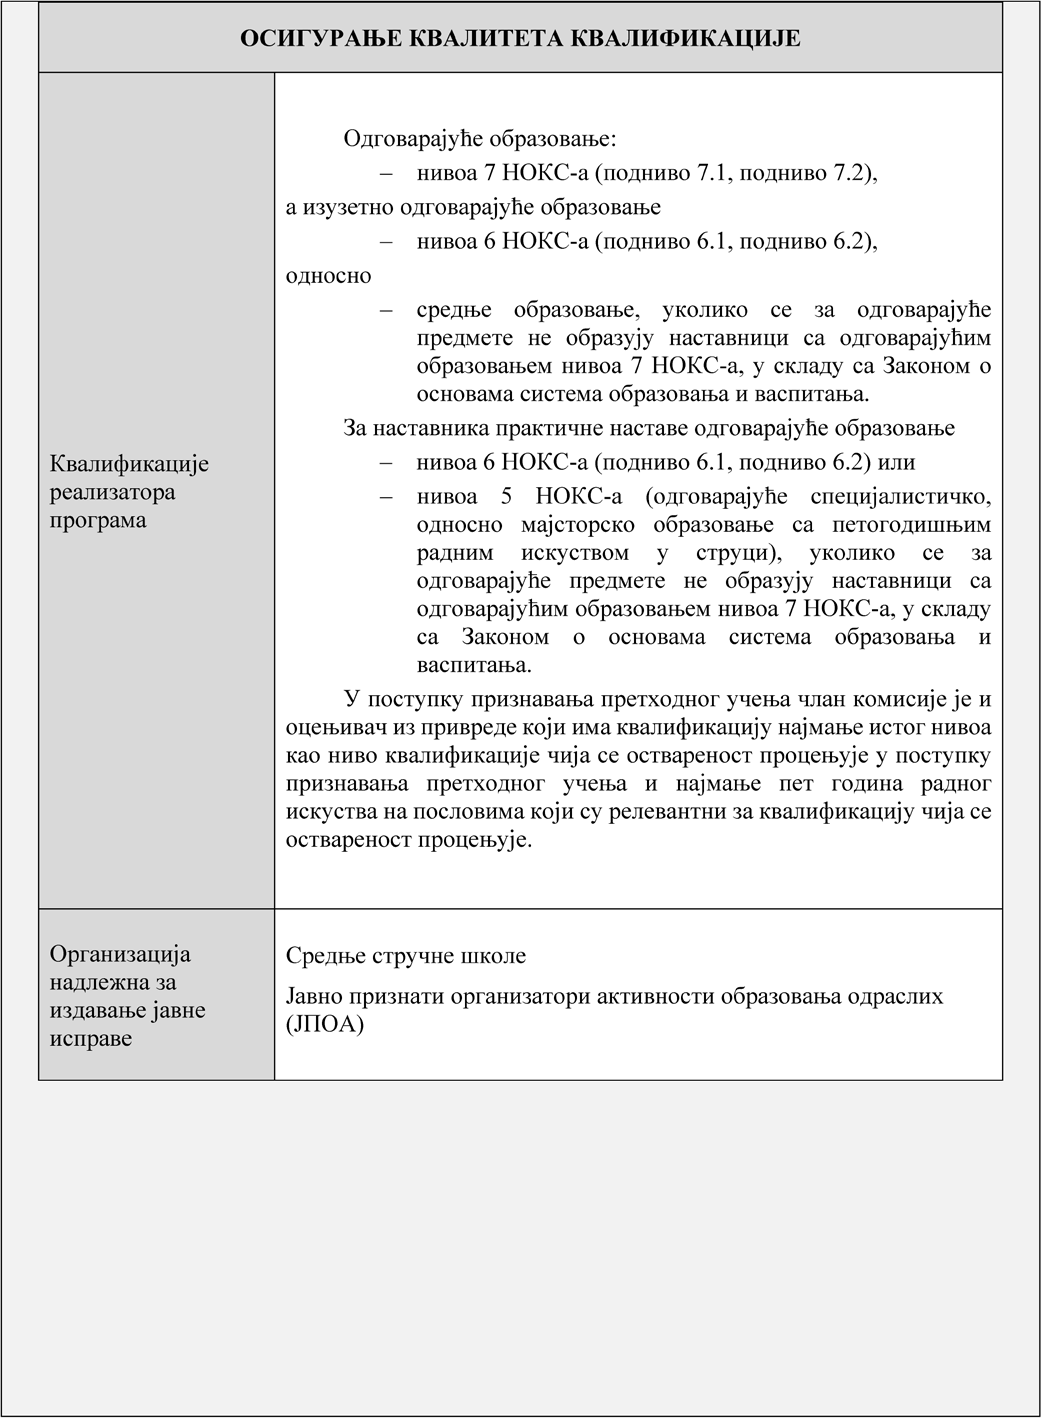 ОСИГУРАЊЕ КВАЛИТЕТА КВАЛИФИКАЦИЈЕ
Квалификације
реализатора
програма
Одговарајуће образовање:
– нивоа 7 НОКС-а (подниво 7.1, подниво 7.2),
а изузетно одговарајуће образовање
– нивоа 6 НОКС-а (подниво 6.1, подниво 6.2),
односно
– средње образовање, уколико се за одговарајуће
предмете не образују наставници са одговарајућим
образовањем нивоа 7 НОКС-а, у складу са Законом о
основама система образовања и васпитања.
За наставника практичне наставе одговарајуће образовање
– нивоа 6 НОКС-а (подниво 6.1, подниво 6.2) или
– нивоа 5 НОКС-а (одговарајуће специјалистичко,
односно мајсторско образовање са петогодишњим
радним искуством у струци), уколико се за
одговарајуће предмете не образују наставници са
одговарајућим образовањем нивоа 7 НОКС-а, у складу
са Законом о основама система образовања и
васпитања.
У поступку признавања претходног учења члан комисије је и
оцењивач из привреде који има квалификацију најмање истог нивоа
као ниво квалификације чија се оствареност процењује у поступку
признавања претходног учења и најмање пет година радног
искуства на пословима који су релевантни за квалификацију чија се
оствареност процењује.
Организација
надлежна за
издавање јавне
исправе
Средње стручне школе
Јавно признати организатори активности образовања одраслих
(ЈПОА)